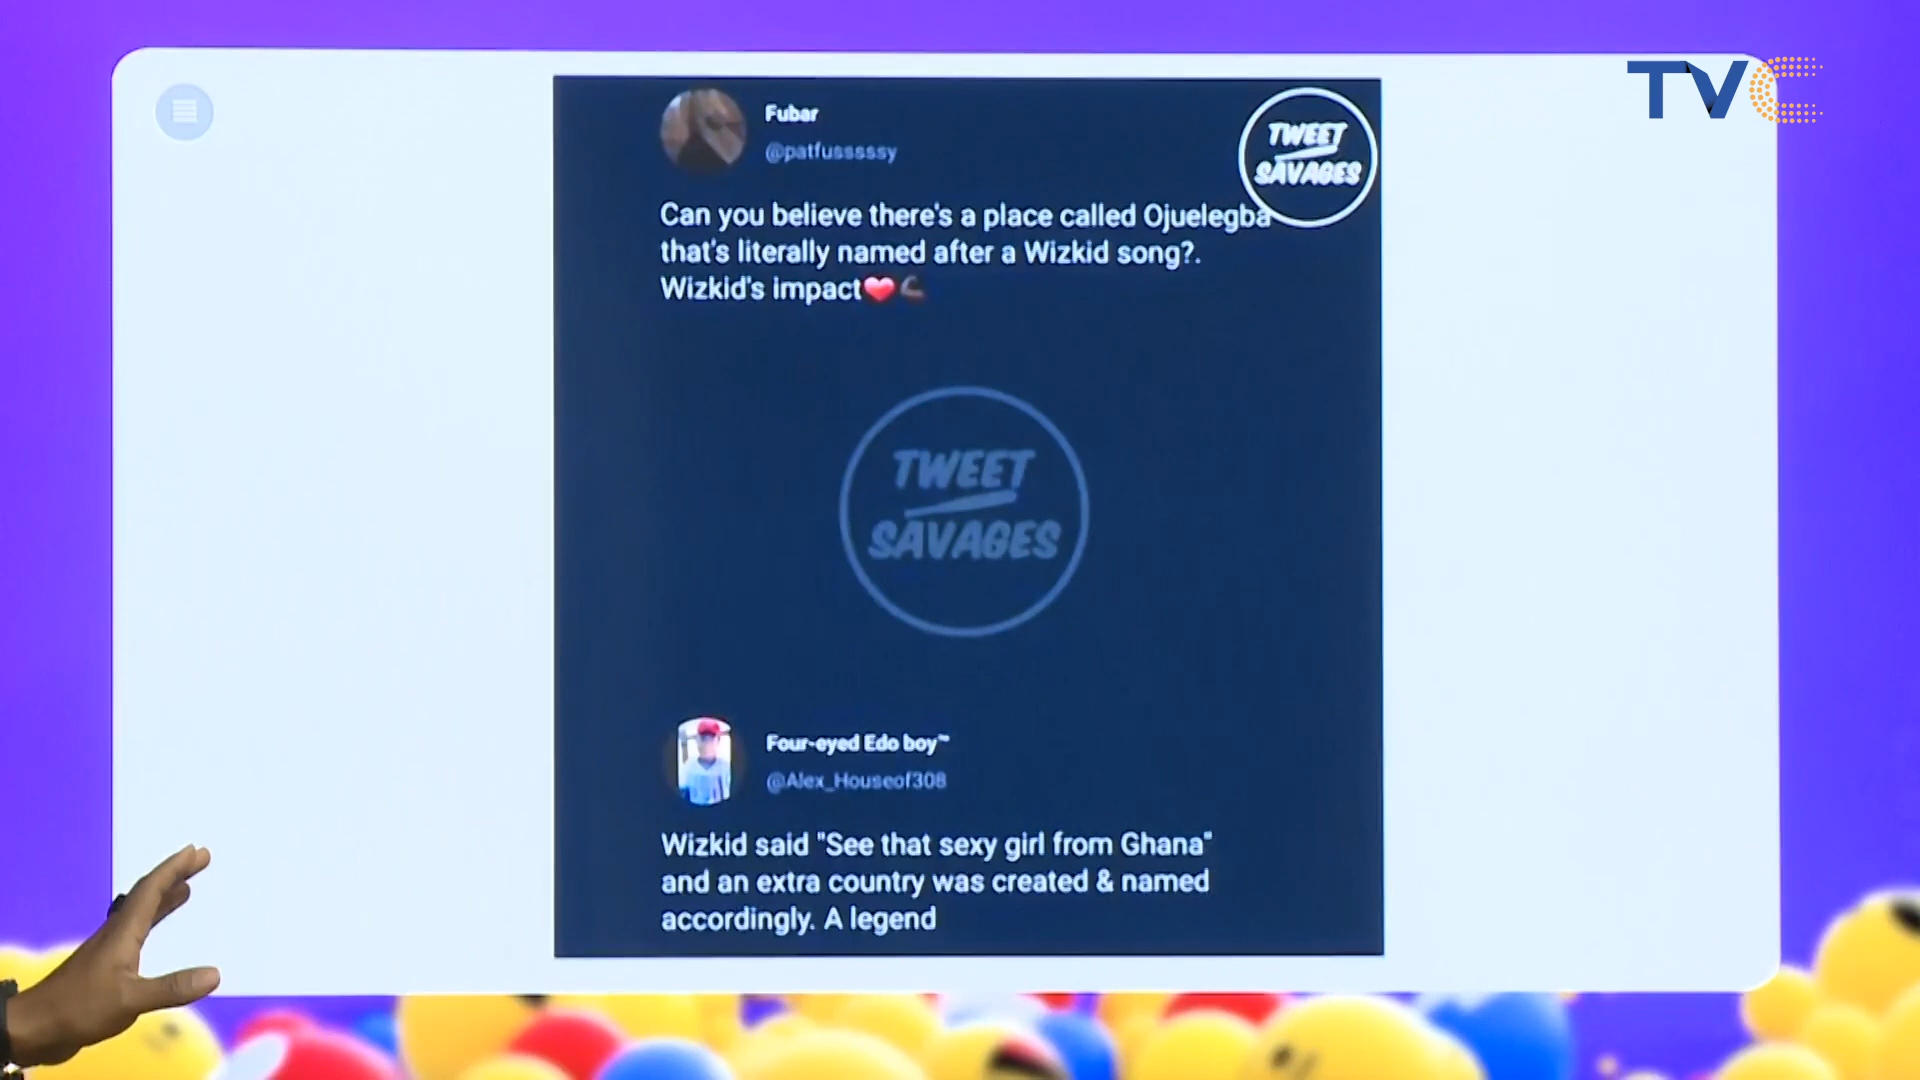 TVC
Fubar
@patfusssssy
TWEET
SAVAGES
Can you believe there's a place called Ojuelegba
that's literally named after a Wizkid song?.
Wizkid's impact❤️💪🏿
TWEET
SAVAGES
Four-eyed Edo boy™
@Alex_Houseof308
Wizkid said "See that sexy girl from Ghana"
and an extra country was created & named
accordingly. A legend